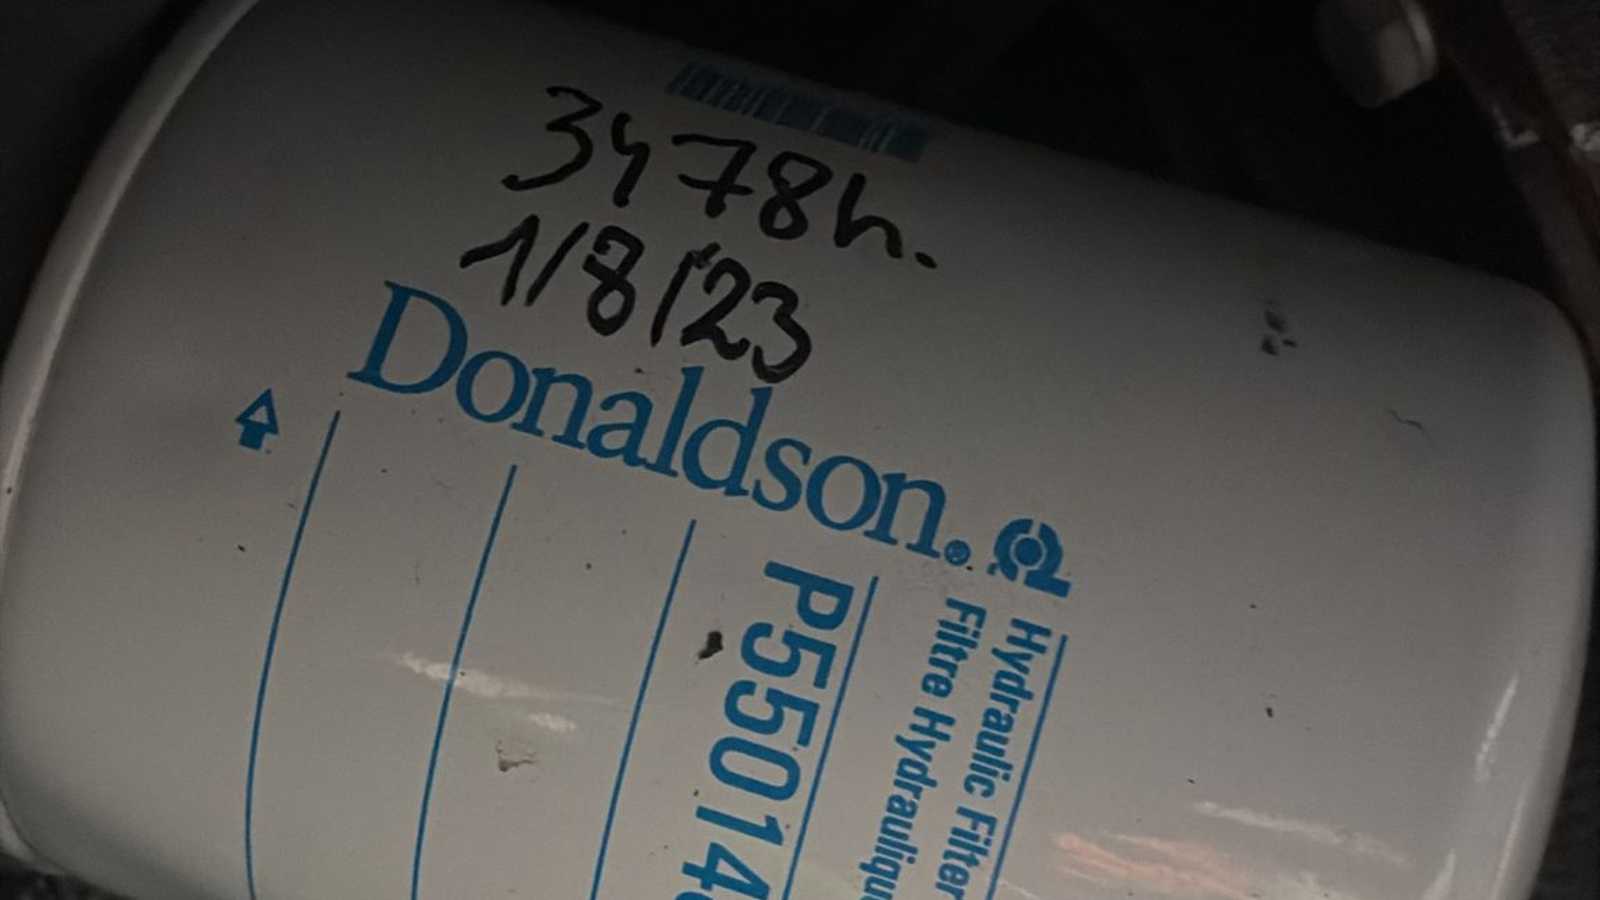 3478h.
1/8/23
Donaldson®
Hydraulic Filter
Filtre Hydrauliqu
P55014